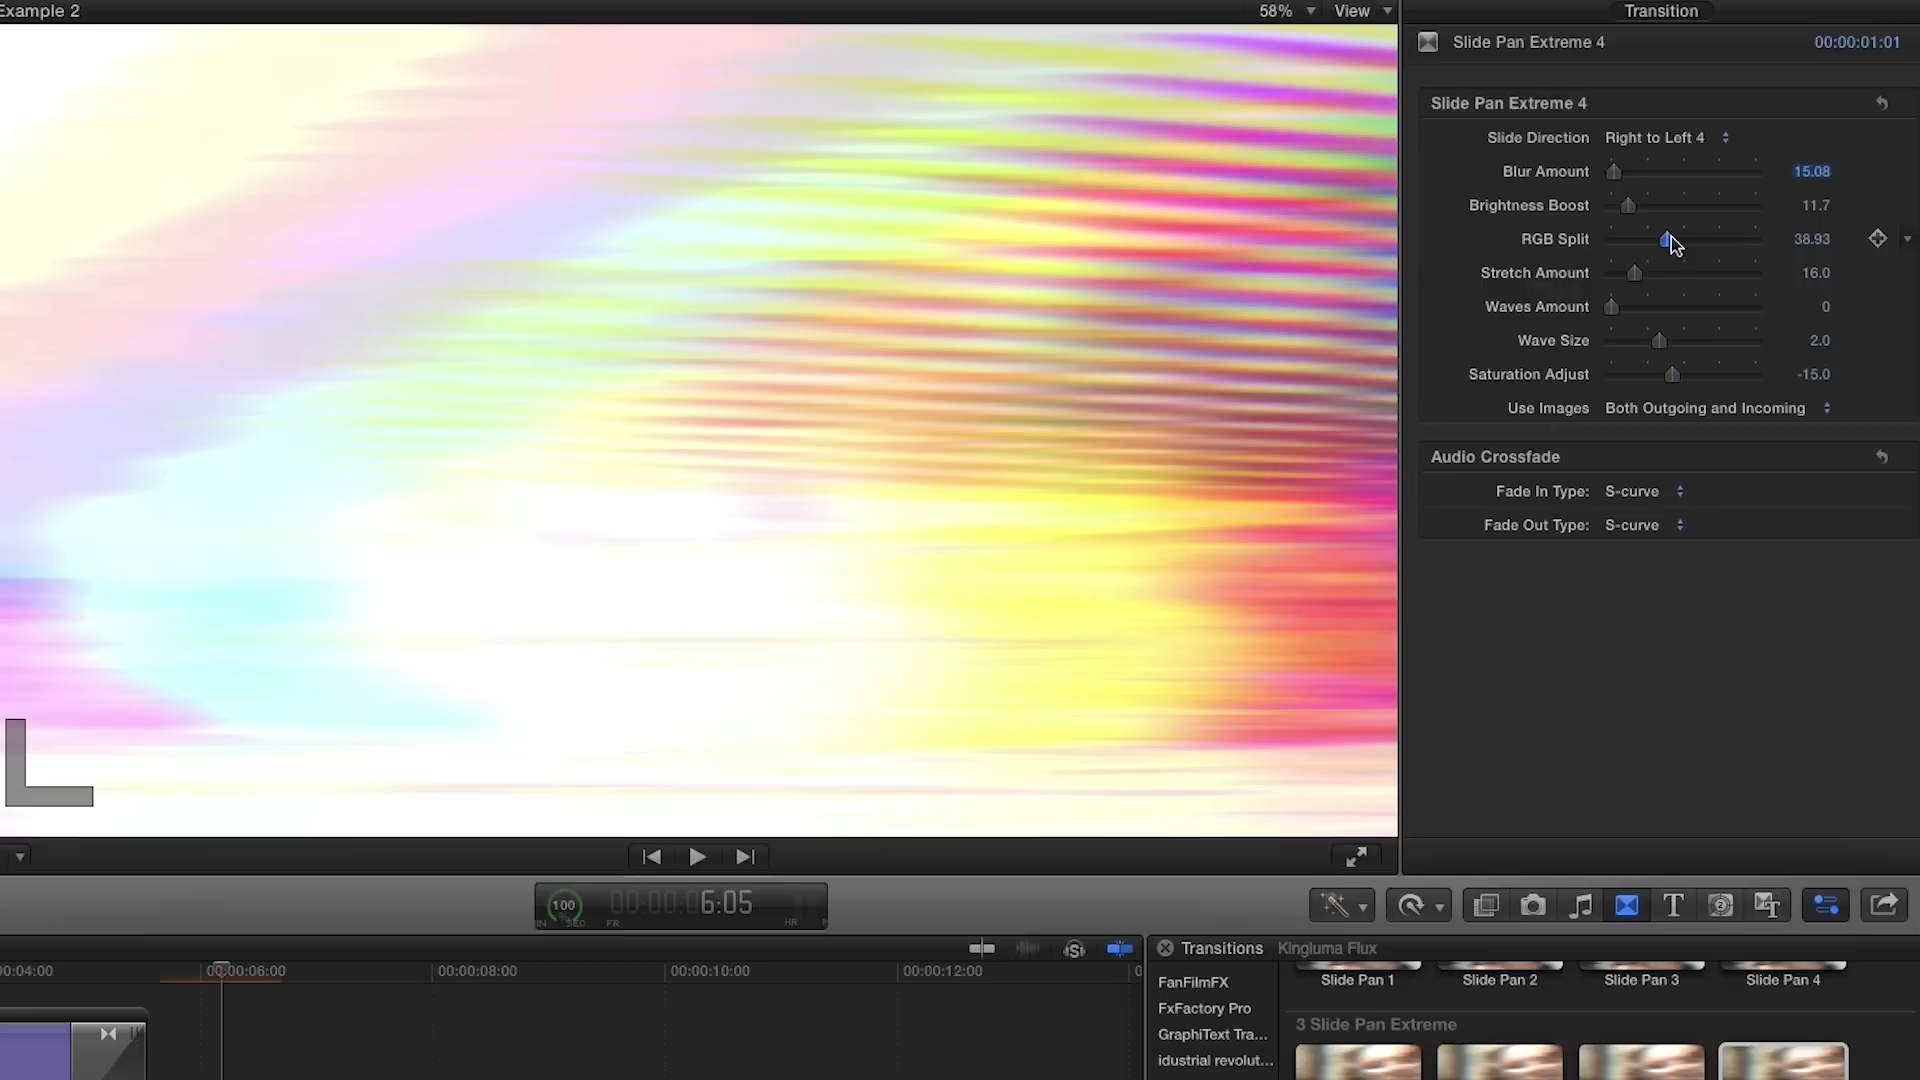 Example 2
58%
View
Transition
Slide Pan Extreme 4
00:00:01:01
Slide Pan Extreme 4
Slide Direction Right to Left 4
Blur Amount 15.08
Brightness Boost 11.7
RGB Split 38.93
Stretch Amount 16.0
Waves Amount 0
Wave Size 2.0
Saturation Adjust -15.0
Use Images Both Outgoing and Incoming
Audio Crossfade
Fade In Type: S-curve
Fade Out Type: S-curve
100
00:00:06:05
SEC FR HR
Transitions Kingluma Flux
00:04:00 00:00:06:00 00:00:08:00 00:00:10:00 00:00:12:00 0
FanFilmFX
FxFactory Pro
GraphiText Tra...
idustrial revolut...
Slide Pan 1 Slide Pan 2 Slide Pan 3 Slide Pan 4
3 Slide Pan Extreme